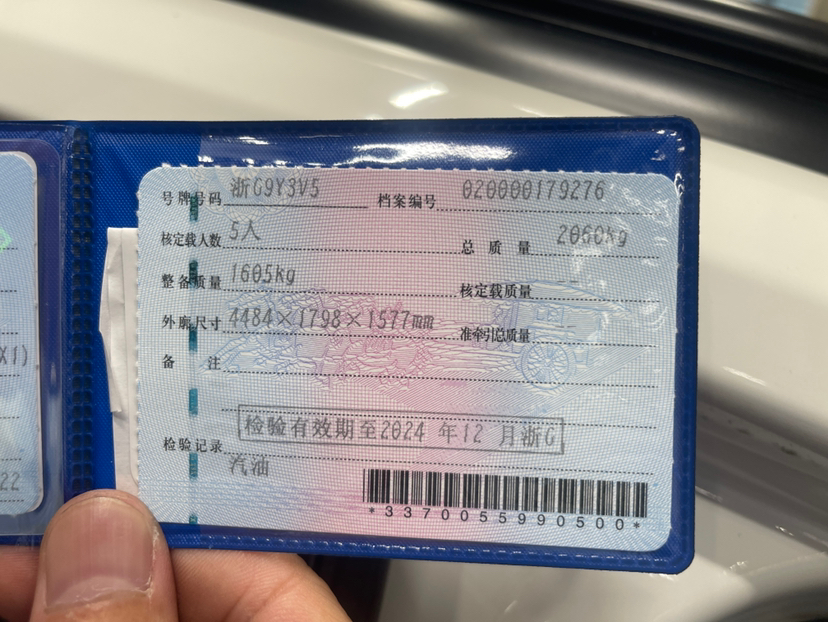 号牌号码 浙G9Y3V5 档案编号 020000179276
核定载人数 5人 总质量 2060kg
整备质量 1605kg 核定载质量
外廓尺寸 4484×1798×1577mm 准牵引总质量
备注
X1)
检验有效期至2024 年12 月浙G
检验记录
汽油
22
*3370055990500*